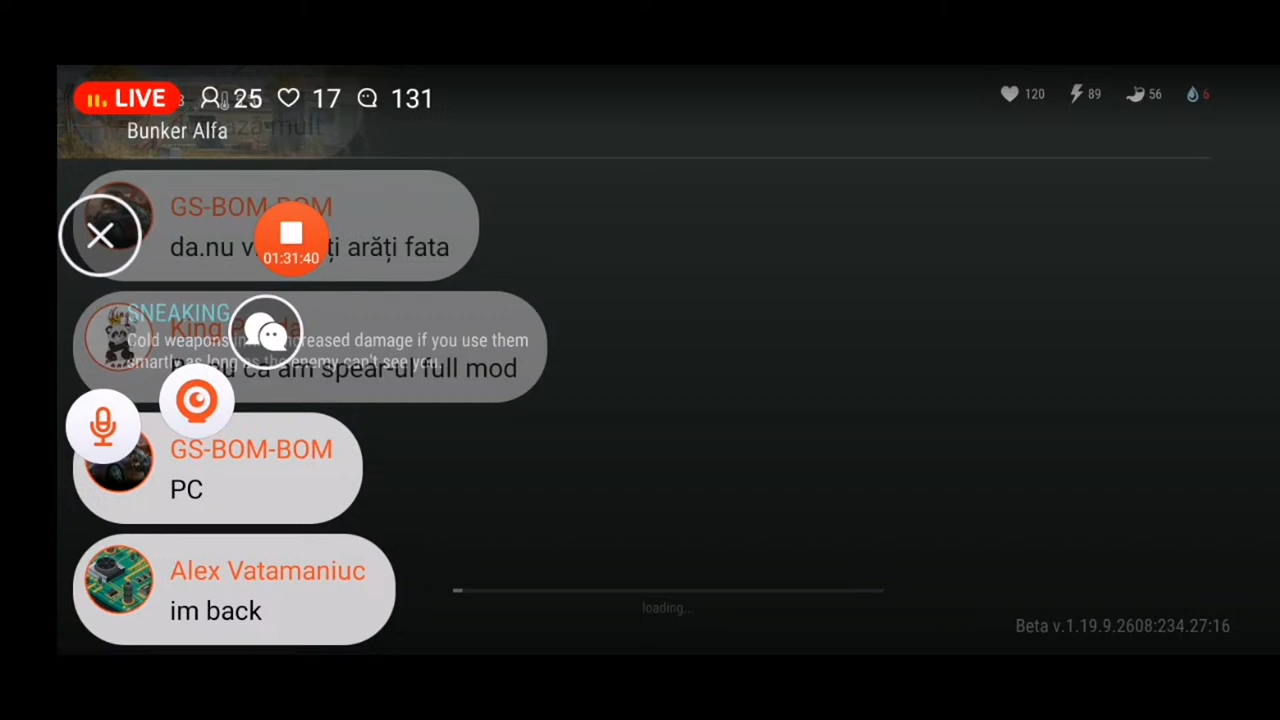 LIVE 25 17 131
120 89 56 6
mult
Bunker Alfa
GS-BOM-BOM
da.nu ți arăți fata
SNEAKING
King
Cold weapons increased damage if you use them
smartly as long as the enemy can't see you.
am spear-ul full mod
01:31:40
GS-BOM-BOM
PC
Alex Vatamaniuc
im back
loading...
Beta v.1.19.9.2608:234.27:16